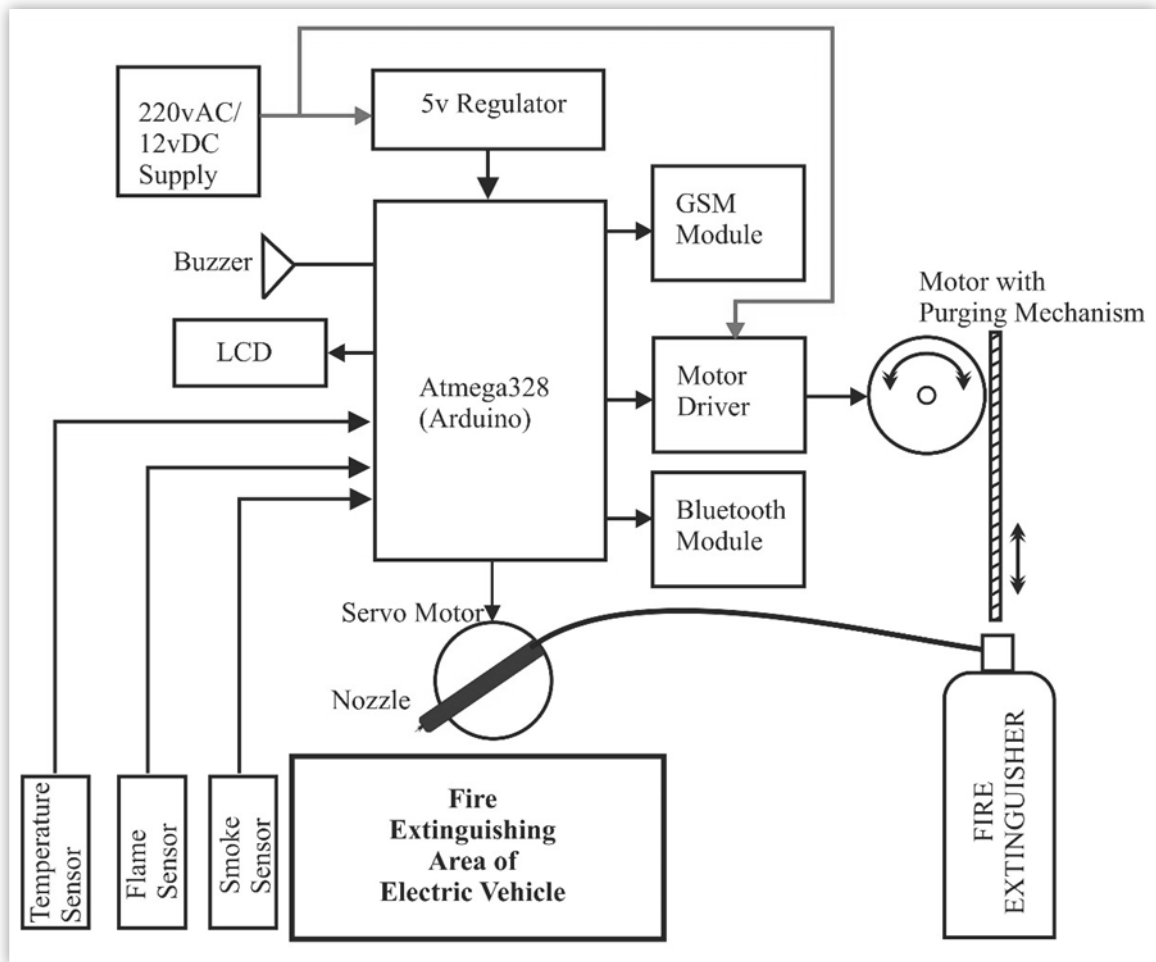 220vAC/
12vDC
Supply
5v Regulator
GSM
Module
Buzzer
Motor with
Purging Mechanism
LCD
Atmega328
(Arduino)
Motor
Driver
Bluetooth
Module
Servo Motor
Nozzle
Temperature
Sensor
Flame
Sensor
Smoke
Sensor
Fire
Extinguishing
Area of
Electric Vehicle
FIRE
EXTINGUISHER